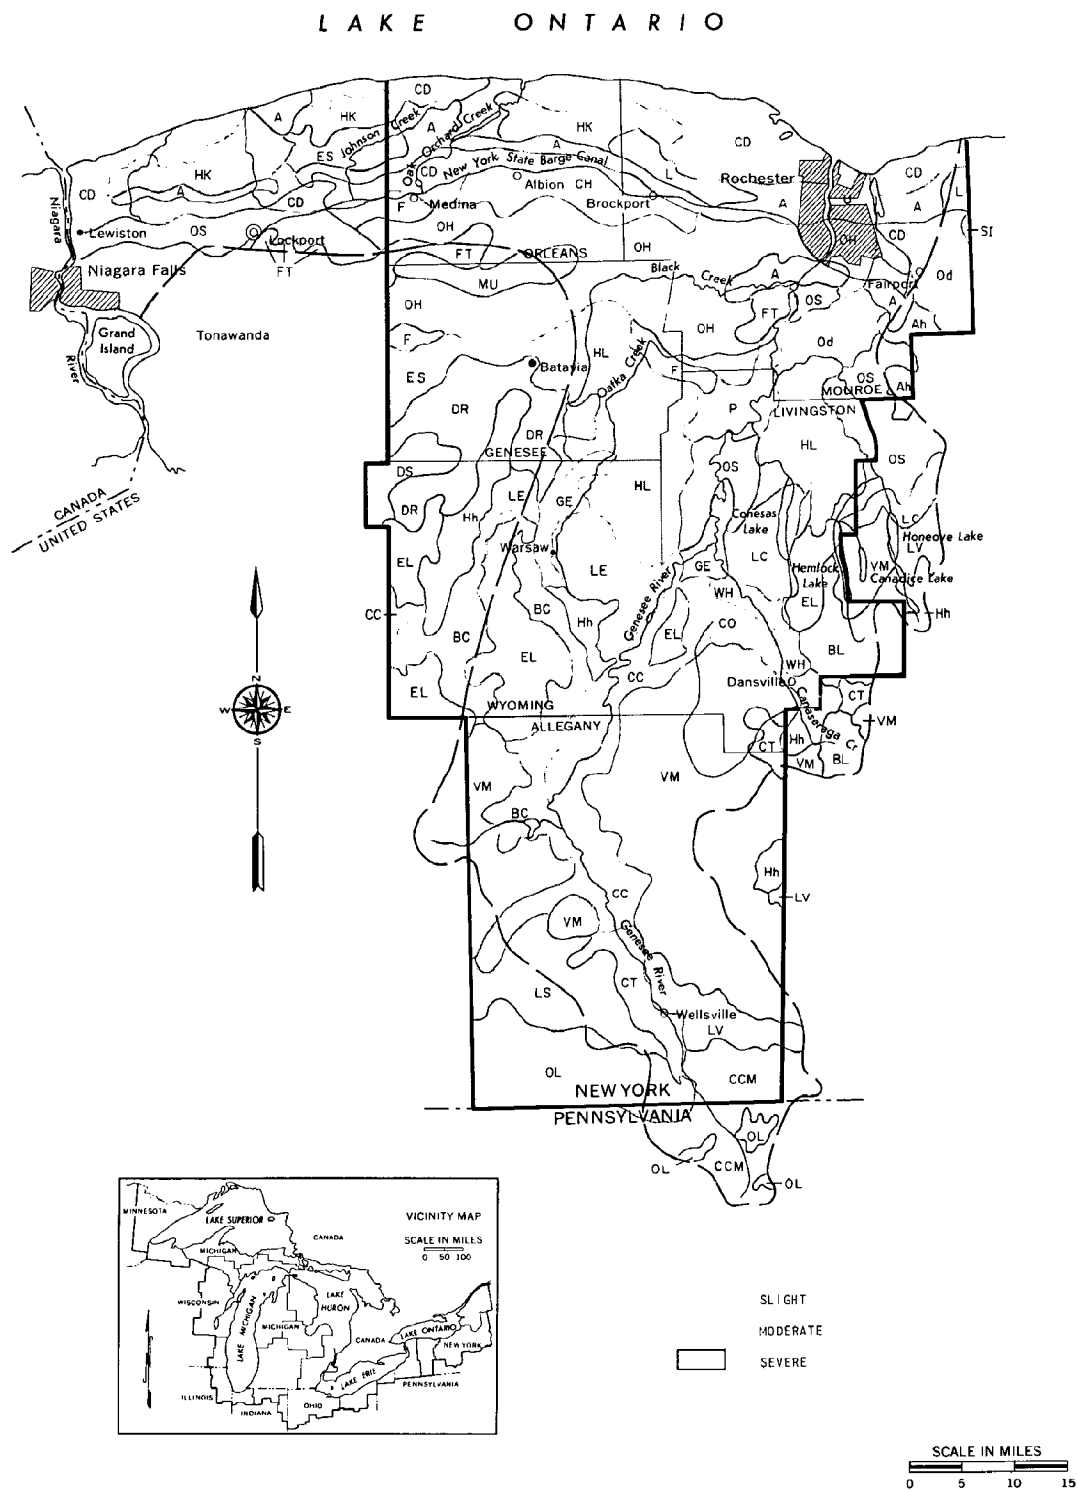 LAKE ONTARIO
CD
A
HK
Johnson Creek
A
Oak Orchard Creek
HK
CD
ES
A
New York State Barge Canal
CD
HK
A
CD
CD
L
Rochester
CD
A
L
Albion
CH
Brockport
A
F
Medina
Niagara
Lewiston
OS
Lockport
OH
OH
CD
SI
FT
FT
ORLEANS
OH
Niagara Falls
MU
Black Creek
A
Fairport
Od
OH
FT
OS
A
Grand
Island
Tonawanda
OH
Od
Ah
F
HL
River
Batavia
Oatka Creek
F
ES
OS
MONROE
Ah
DR
P
LIVINGSTON
DR
GENESEE
HL
OS
DS
OS
HL
LE
GE
DR
Hh
Conesas
Lake
LC
CANADA
UNITED STATES
Honeoye Lake
LV
Warsaw
LC
EL
LE
GE
Hemlock
Lake
VM
Canadice Lake
Genesee River
WH
EL
CC
BC
Hh
Hh
CO
BC
EL
EL
BL
WH
CC
EL
Dansville
CT
N
W
E
S
WYOMING
ALLEGANY
Canaseraga Cr.
VM
CT
Hh
VM
BL
VM
VM
BC
Hh
CC
LV
VM
Genesee River
CT
LS
Wellsville
LV
OL
CCM
NEW YORK
PENNSYLVANIA
OL
OL
CCM
OL
MINNESOTA
LAKE SUPERIOR
VICINITY MAP
CANADA
SCALE IN MILES
0 50 100
MICHIGAN
WISCONSIN
LAKE HURON
LAKE MICHIGAN
MICHIGAN
CANADA
LAKE ONTARIO
NEW YORK
LAKE ERIE
PENNSYLVANIA
ILLINOIS
INDIANA
OHIO
SLIGHT
MODERATE
SEVERE
SCALE IN MILES
0 5 10 15